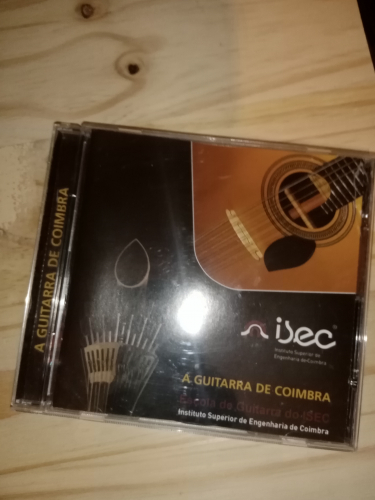 A GUITARRA DE COIMBRA
isec
Instituto Superior de
Engenharia de Coimbra
A GUITARRA DE COIMBRA
Escola de Guitarra do ISEC
Instituto Superior de Engenharia de Coimbra